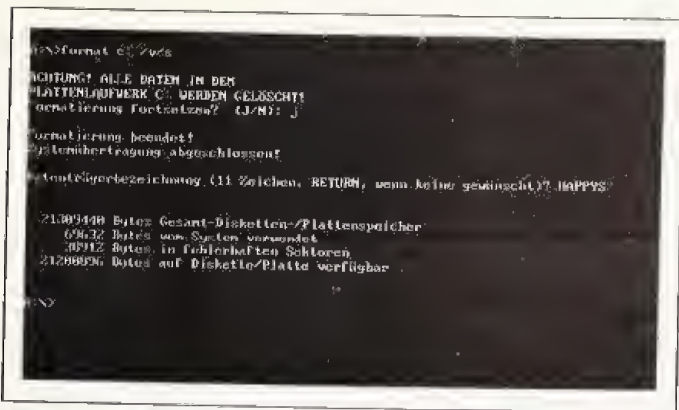 format c: /v/s
ACHTUNG! ALLE DATEN IN DEM
PLATTENLAUFWERK C: WERDEN GELÖSCHT!
Formatierung Fortsetzen? (J/N): j
Formatierung beendet!
Systemübertragung abgeschlossen!
Datenträgerbezeichnung (11 Zeichen, RETURN, wenn keine gewünscht)? HAPPYS
21309440 Bytes Gesamt-Disketten-/Plattenspeicher
69632 Bytes vom System verwendet
Bytes in fehlerhaften Sektoren
Bytes auf Diskette/Platte verfügbar